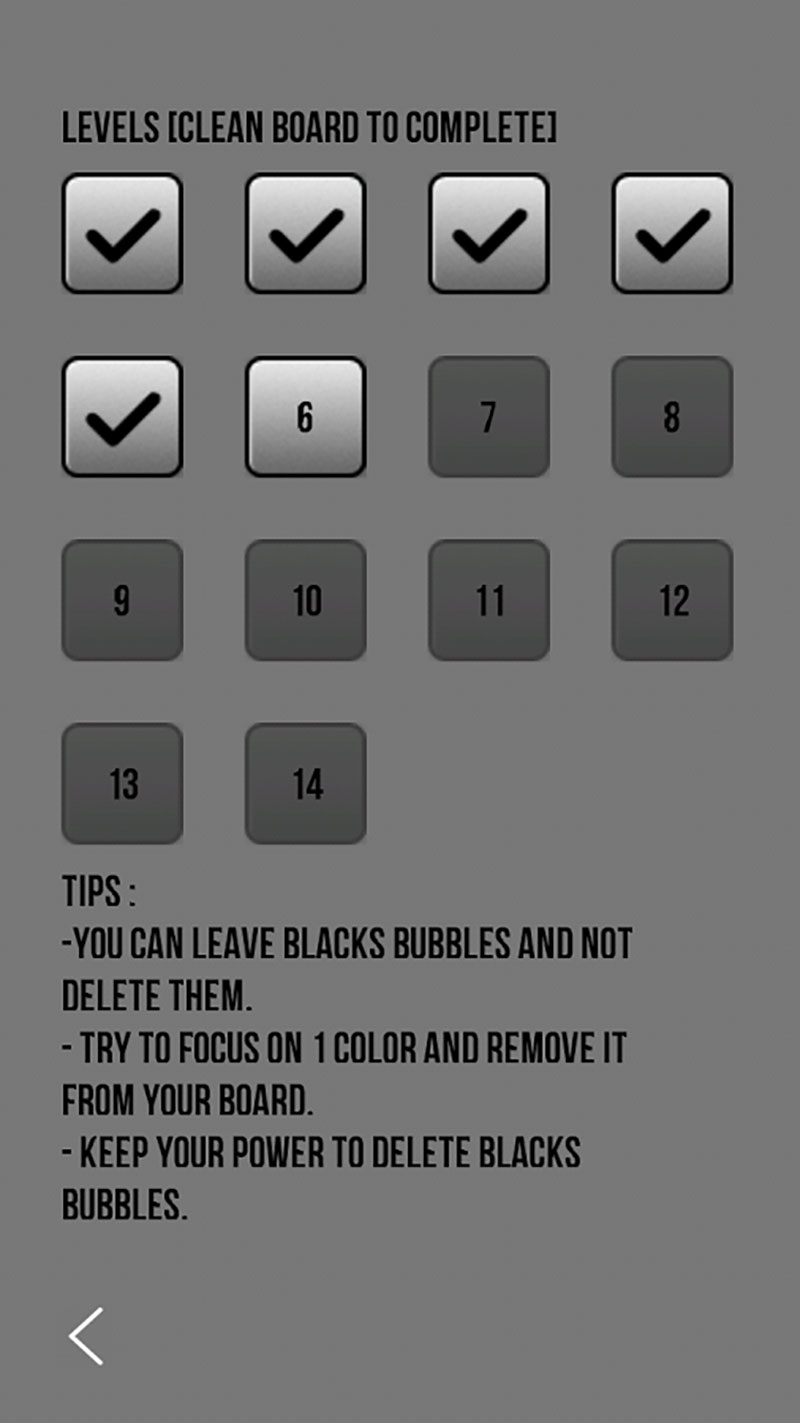 LEVELS [CLEAN BOARD TO COMPLETE]
6 7 8
9 10 11 12
13 14
TIPS :
-YOU CAN LEAVE BLACKS BUBBLES AND NOT
DELETE THEM.
- TRY TO FOCUS ON 1 COLOR AND REMOVE IT
FROM YOUR BOARD.
- KEEP YOUR POWER TO DELETE BLACKS
BUBBLES.